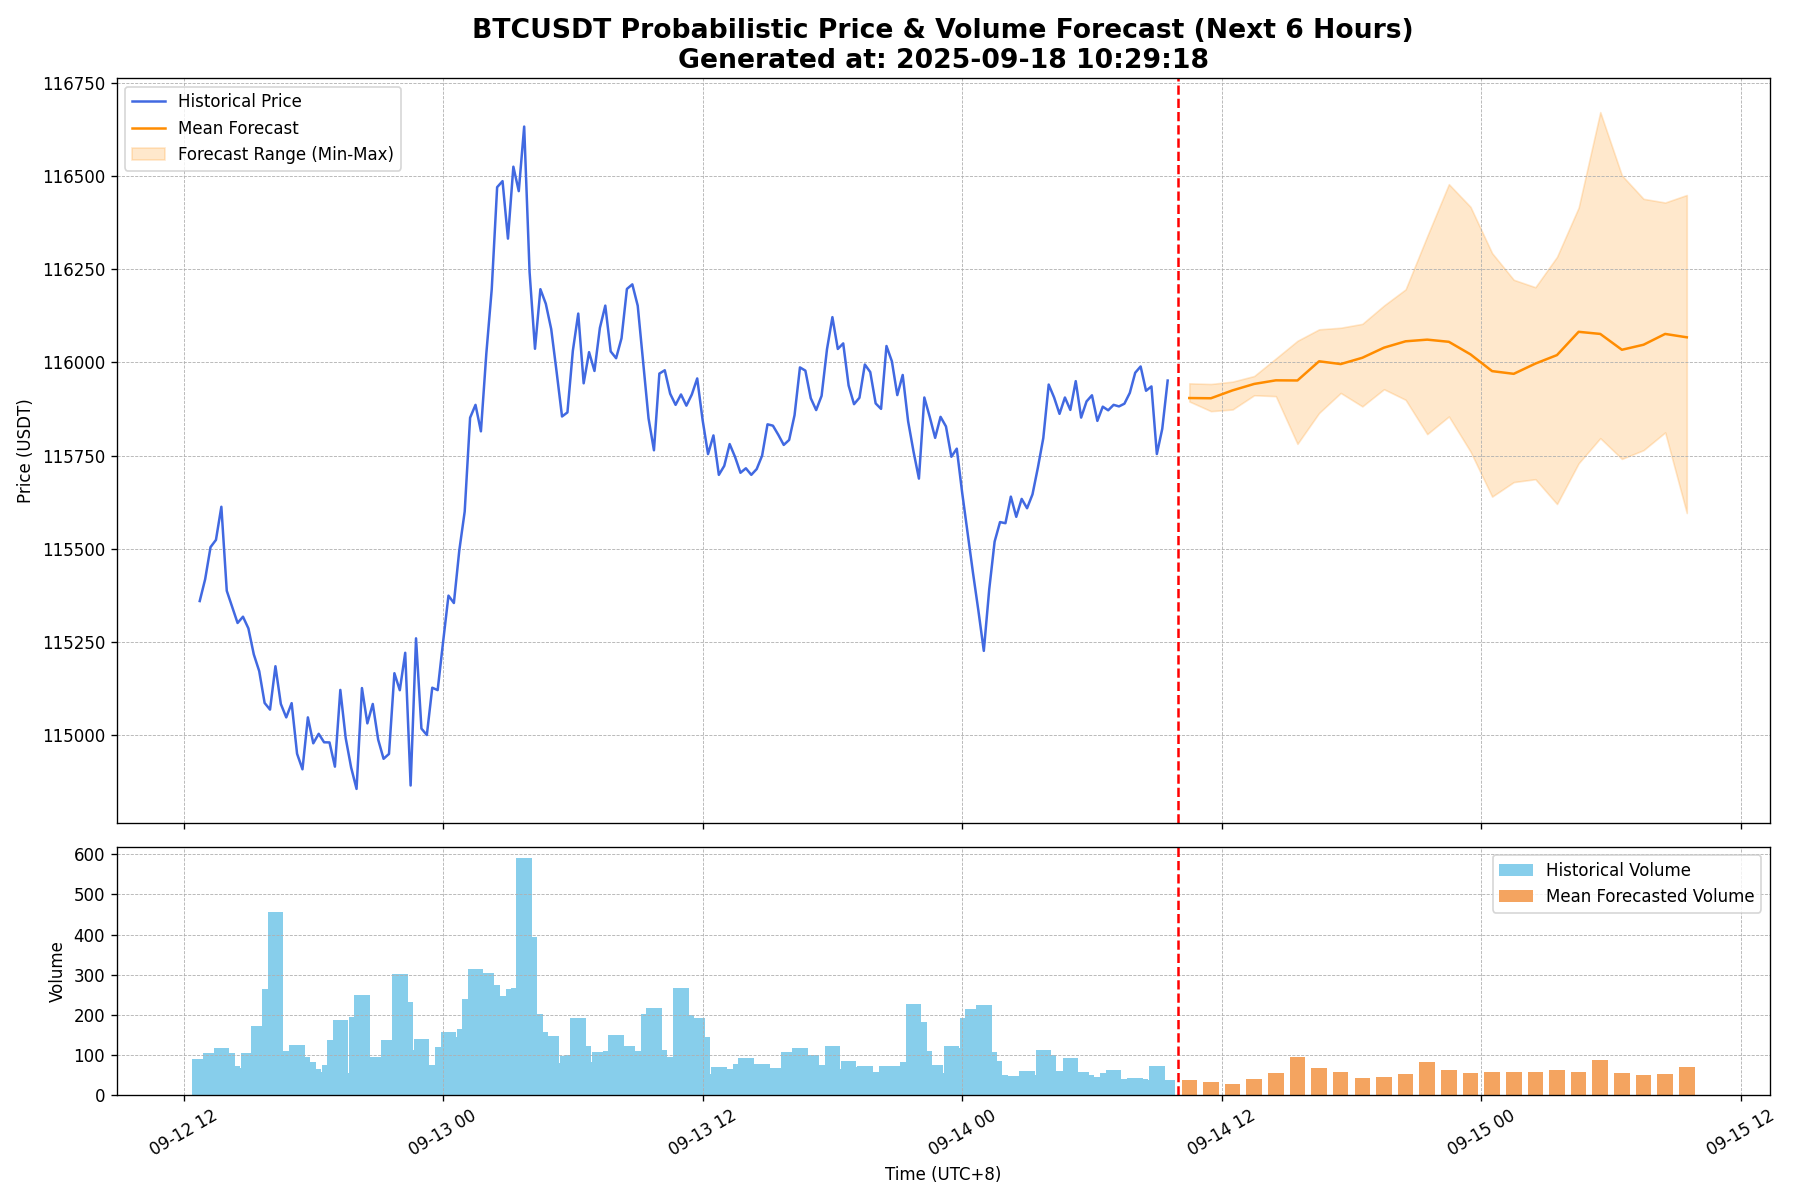 BTCUSDT Probabilistic Price & Volume Forecast (Next 6 Hours)
Generated at: 2025-09-18 10:29:18
Historical Price
Mean Forecast
Forecast Range (Min-Max)
Price (USDT)
116750
116500
116250
116000
115750
115500
115250
115000
Historical Volume
Mean Forecasted Volume
Volume
600
500
400
300
200
100
0
09-12 12
09-13 00
09-13 12
09-14 00
09-14 12
09-15 00
09-15 12
Time (UTC+8)